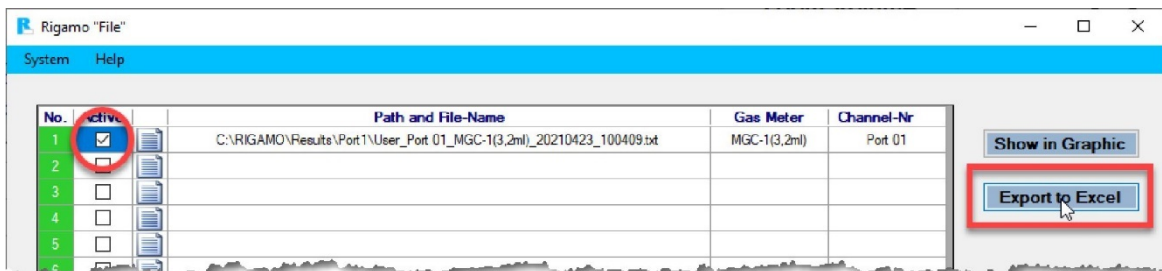 Rigamo "File"
System Help
No. Active Path and File-Name Gas Meter Channel-Nr
1 C:\RIGAMO\Results\Port1\User_Port 01_MGC-1(3,2ml)_20210423_100409.txt MGC-1(3,2ml) Port 01
Show in Graphic
2
3
Export to Excel
4
5